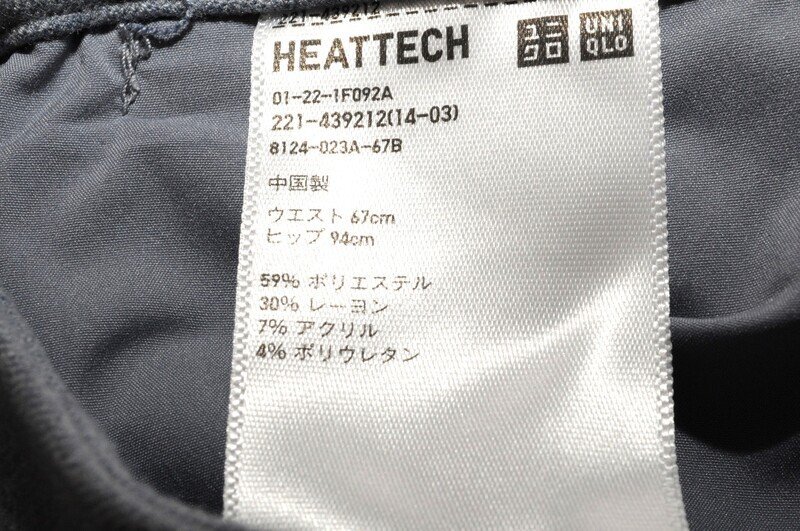 221-439212
HEATTECH
ユニ
クロ
UNI
QLO
01-22-1F092A
221-439212(14-03)
8124-023A-67B
中国製
ウエスト 67cm
ヒップ 94cm
59% ポリエステル
30% レーヨン
7% アクリル
4% ポリウレタン